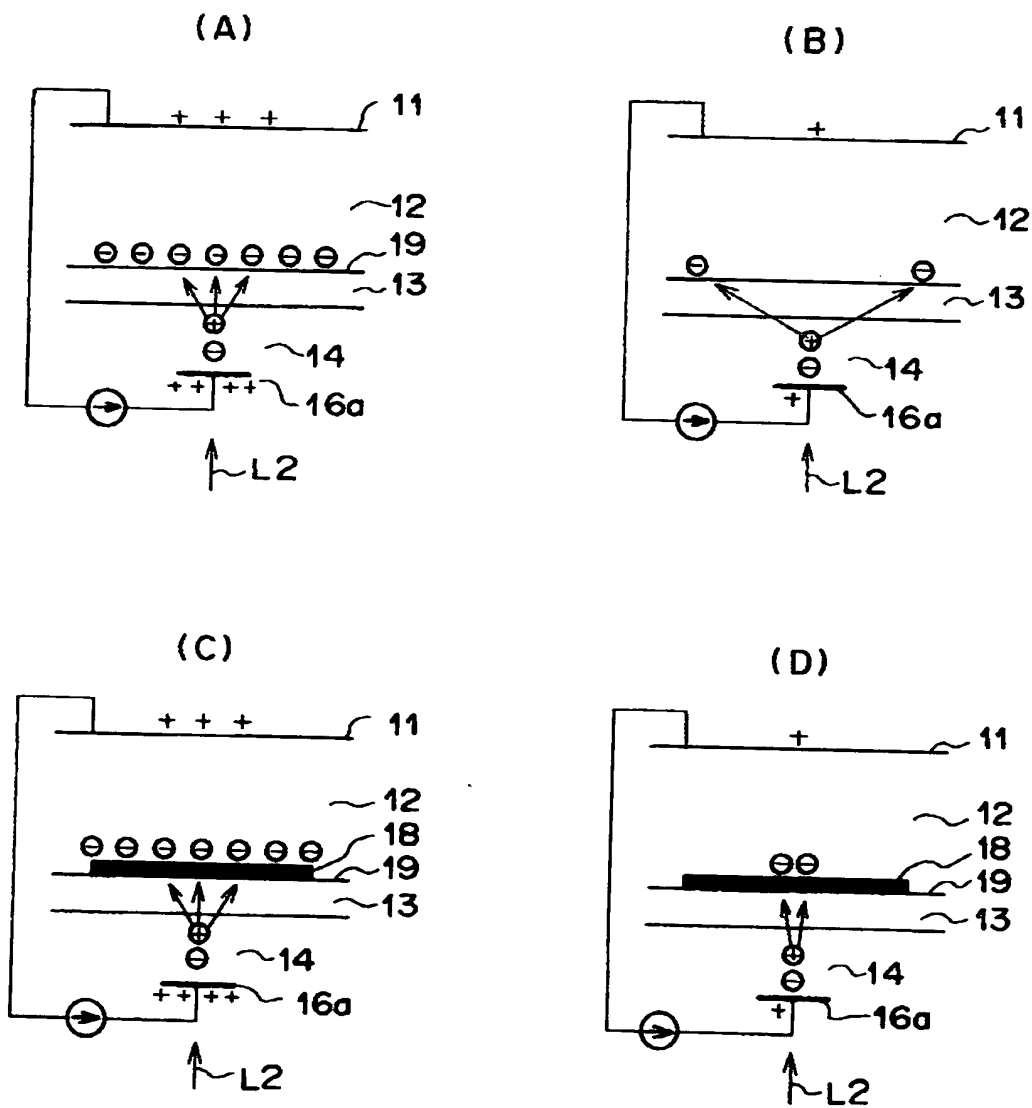 (A)
+ + +
11
12
⊖ ⊖ ⊖ ⊖ ⊖ ⊖ ⊖
19
13
⊕
⊖
14
+ + + +
16a
L2
(B)
+
11
12
⊖ ⊖
13
⊕
⊖
14
+
16a
L2
(C)
+ + +
11
12
⊖ ⊖ ⊖ ⊖ ⊖ ⊖ ⊖
18
19
13
⊕
⊖
14
+ + + +
16a
L2
(D)
+
11
12
⊖⊖
18
19
13
⊕
⊖
14
+
16a
L2